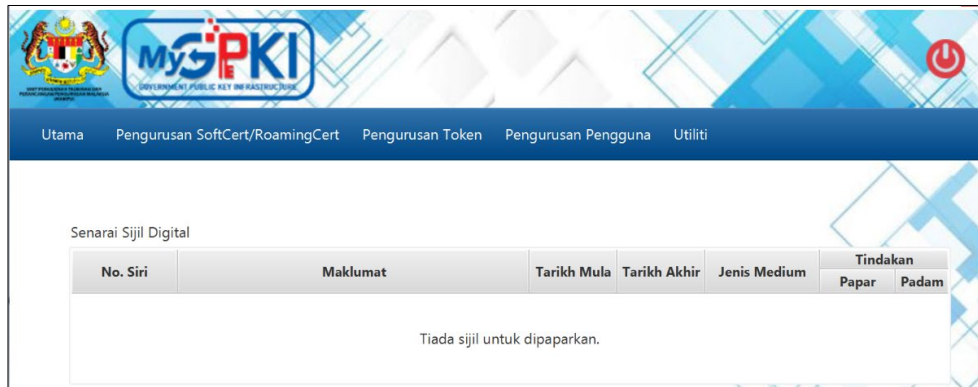 MyGPKI
GOVERNMENT PUBLIC KEY INFRASTRUCTURE
Utama Pengurusan SoftCert/RoamingCert Pengurusan Token Pengurusan Pengguna Utiliti
Senarai Sijil Digital
No. Siri Maklumat Tarikh Mula Tarikh Akhir Jenis Medium Tindakan
Papar Padam
Tiada sijil untuk dipaparkan.